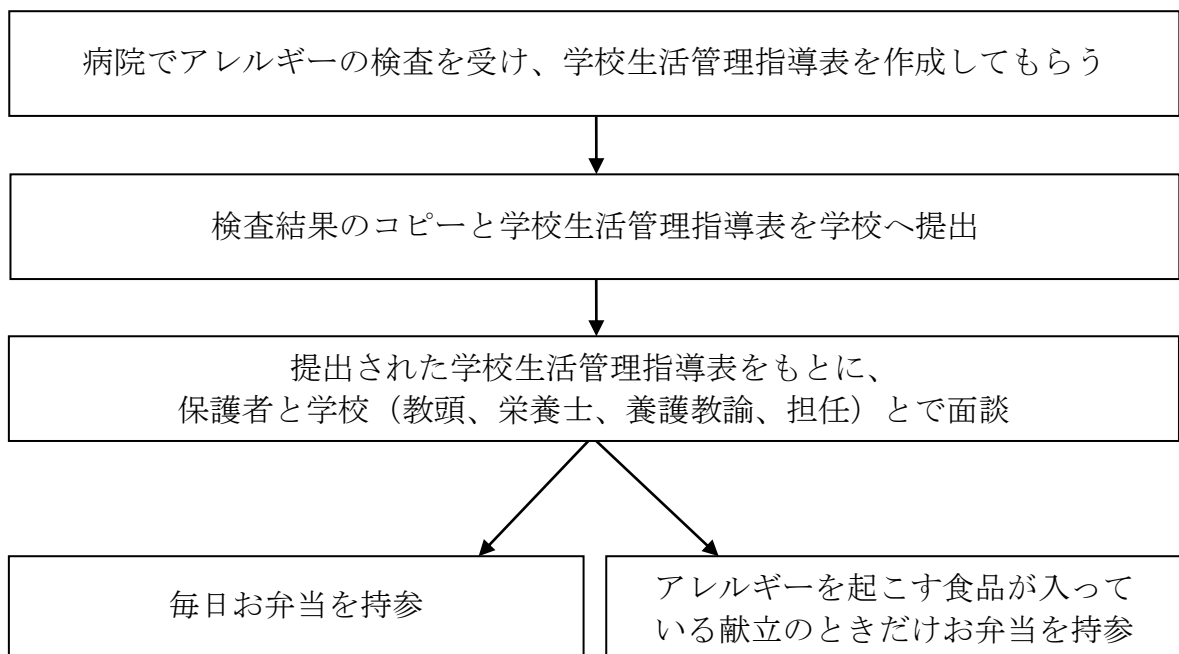 病院でアレルギーの検査を受け、学校生活管理指導表を作成してもらう
検査結果のコピーと学校生活管理指導表を学校へ提出
提出された学校生活管理指導表をもとに、
保護者と学校（教頭、栄養士、養護教諭、担任）とで面談
毎日お弁当を持参
アレルギーを起こす食品が入って
いる献立のときだけお弁当を持参